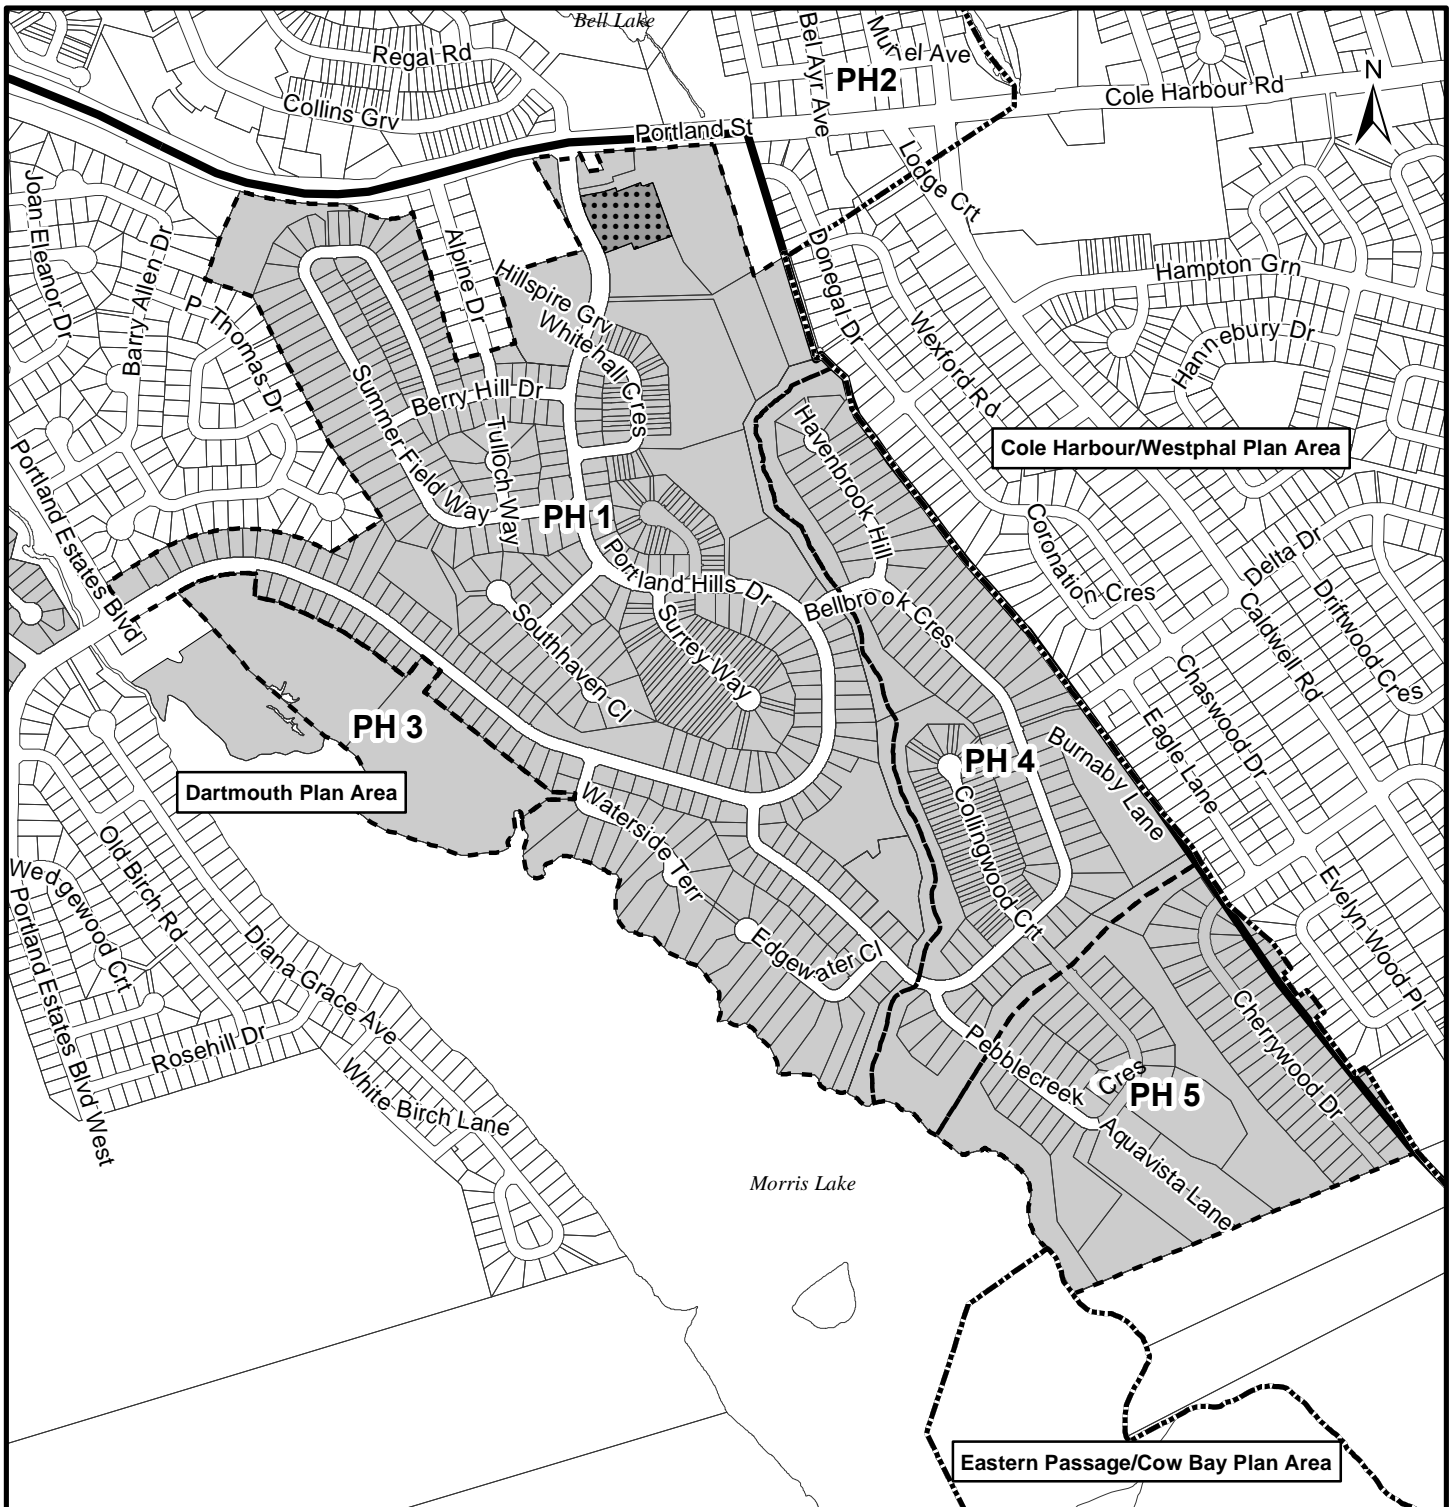 Bell Lake
Regal Rd
Collins Grv
Portland St
Bel Ayr Ave
PH2
Cole Harbour Rd
N
Joan Eleanor Dr
Barry Allen Dr
P Thomas Dr
Alpine Dr
Hillspire Grv
Whitehall Cres
Lodge Crt
Donegal Dr
Wexford Rd
Hampton Grn
Hannebury Dr
Summer Field Way
Berry Hill Dr
Tulloch Way
PH 1
Havenbrook Hill
Cole Harbour/Westphal Plan Area
Portland Estates Blvd
Portland Hills Dr
Bellbrook Cres
Coronation Cres
Delta Dr
Driftwood Cres
Caldwell Rd
Southhaven Cl
Surrey Way
PH 3
Dartmouth Plan Area
PH 4
Burnaby Lane
Eagle Lane
Chaswood Dr
Waterside Terr
Collingwood Crt
Old Birch Rd
Wedgewood Crt
Portland Estates Blvd West
Diana Grace Ave
Edgewater Cl
Evelyn Wood Pl
Cherrywood Dr
Rosehill Dr
White Birch Lane
Pebblecreek Cres
PH 5
Aquavista Lane
Morris Lake
Eastern Passage/Cow Bay Plan Area